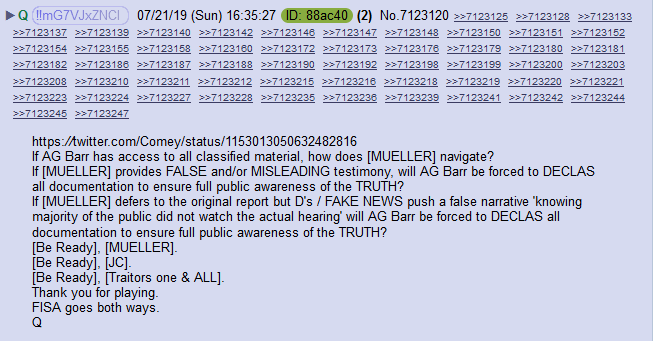 ▶ Q !!mG7VJxZNCI 07/21/19 (Sun) 16:35:27 ID: 88ac40 (2) No.7123120 >>7123125 >>7123128 >>7123133
>>7123137 >>7123139 >>7123140 >>7123142 >>7123146 >>7123147 >>7123148 >>7123150 >>7123151 >>7123152
>>7123154 >>7123155 >>7123158 >>7123160 >>7123172 >>7123173 >>7123176 >>7123179 >>7123180 >>7123181
>>7123182 >>7123186 >>7123187 >>7123188 >>7123190 >>7123192 >>7123198 >>7123199 >>7123200 >>7123203
>>7123208 >>7123210 >>7123211 >>7123212 >>7123215 >>7123216 >>7123218 >>7123219 >>7123220 >>7123221
>>7123223 >>7123224 >>7123227 >>7123228 >>7123235 >>7123236 >>7123239 >>7123241 >>7123242 >>7123244
>>7123245 >>7123247
https://twitter.com/Comey/status/1153013050632482816
If AG Barr has access to all classified material, how does [MUELLER] navigate?
If [MUELLER] provides FALSE and/or MISLEADING testimony, will AG Barr be forced to DECLAS
all documentation to ensure full public awareness of the TRUTH?
If [MUELLER] defers to the original report but D's / FAKE NEWS push a false narrative 'knowing
majority of the public did not watch the actual hearing' will AG Barr be forced to DECLAS all
documentation to ensure full public awareness of the TRUTH?
[Be Ready], [MUELLER].
[Be Ready], [JC].
[Be Ready], [Traitors one & ALL].
Thank you for playing.
FISA goes both ways.
Q